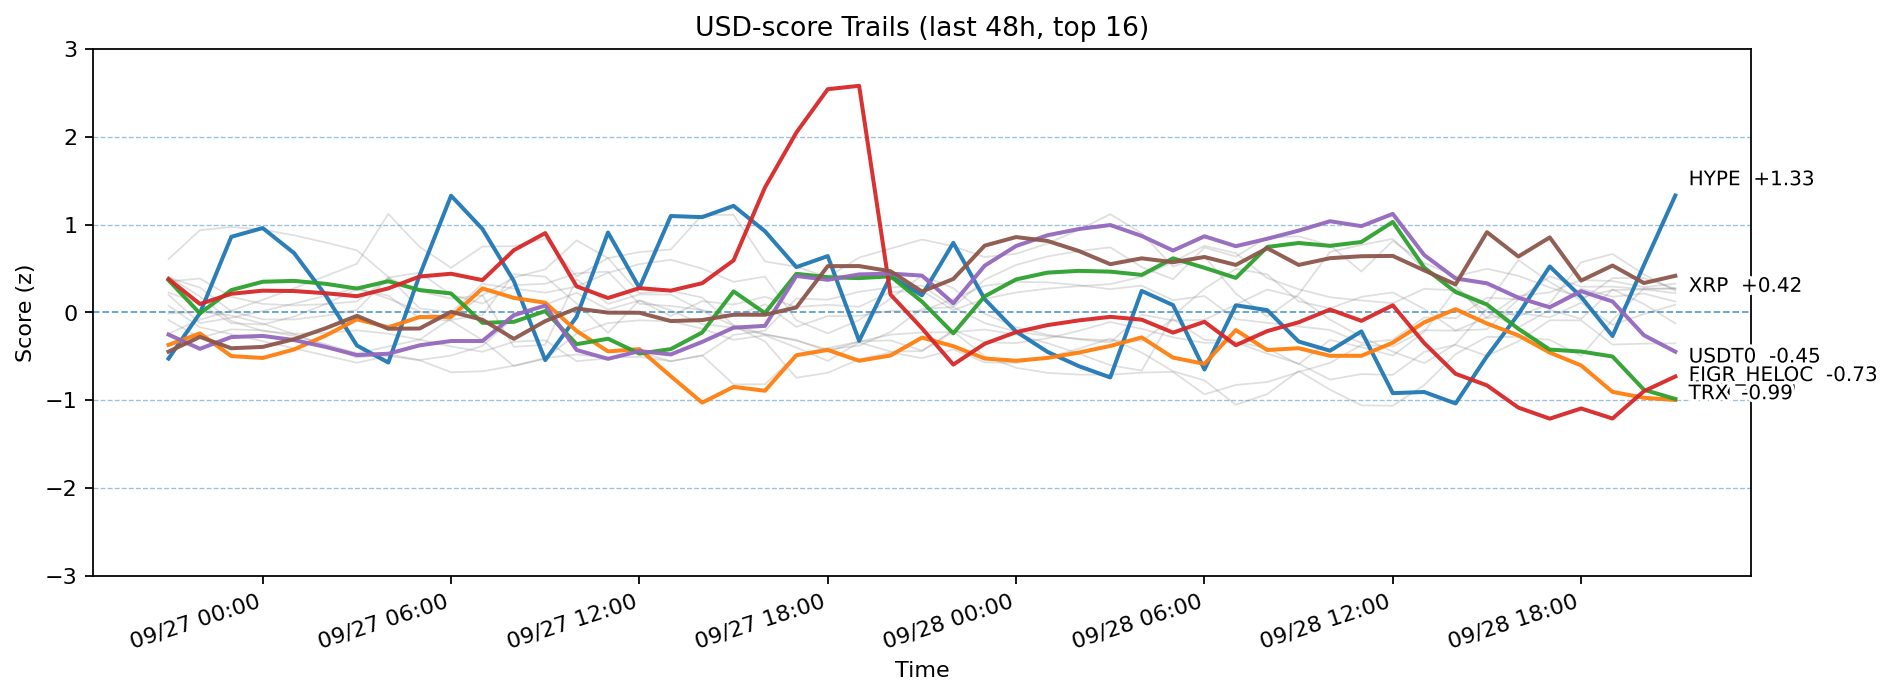 USD-score Trails (last 48h, top 16)
Score (z)
3
2
1
0
−1
−2
−3
HYPE +1.33
XRP +0.42
USDT0 -0.45
FIGR_HELOC -0.73
TRX -0.99
09/27 00:00
09/27 06:00
09/27 12:00
09/27 18:00
09/28 00:00
09/28 06:00
09/28 12:00
09/28 18:00
Time